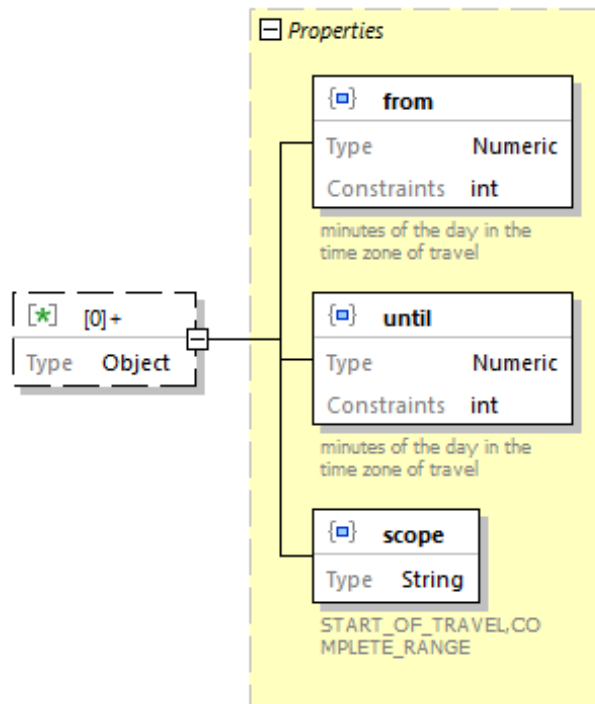 Properties
from
Type Numeric
Constraints int
minutes of the day in the
time zone of travel
[0]+
Type Object
until
Type Numeric
Constraints int
minutes of the day in the
time zone of travel
scope
Type String
START_OF_TRAVEL,CO
MPLETE_RANGE